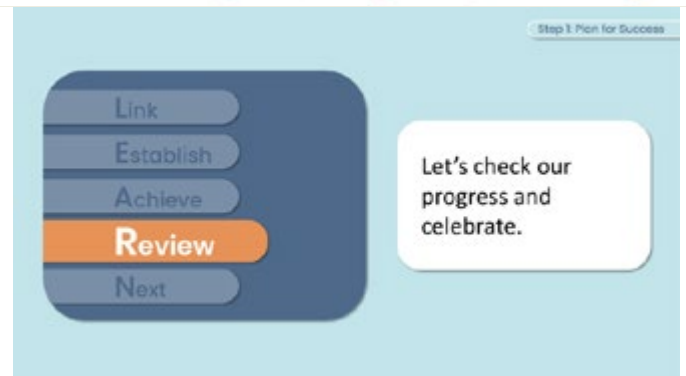 Step 1: Plan for Success
Link
Establish
Achieve
Review
Next
Let's check our
progress and
celebrate.